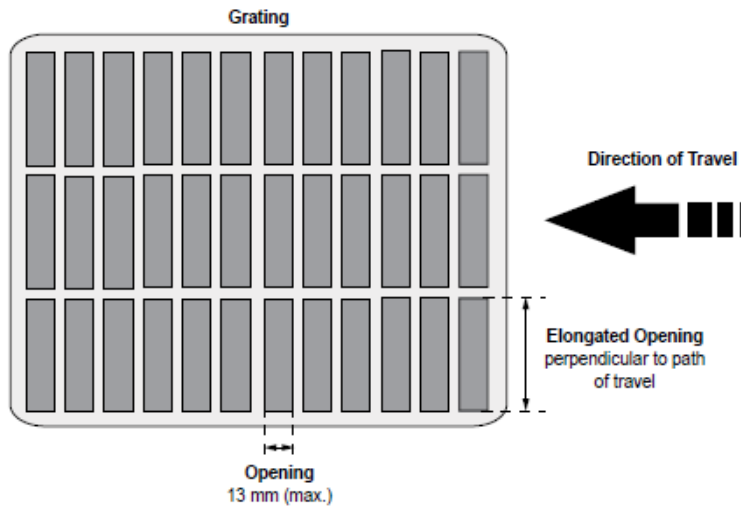 Grating
Direction of Travel
Elongated Opening
perpendicular to path
of travel
Opening
13 mm (max.)